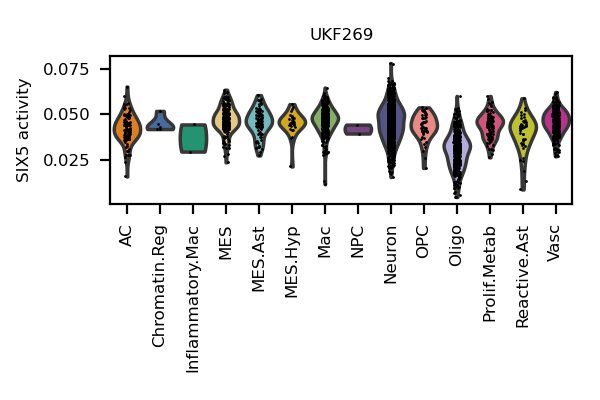 UKF269
SIX5 activity
0.075
0.050
0.025
AC
Chromatin.Reg
Inflammatory.Mac
MES
MES.Ast
MES.Hyp
Mac
NPC
Neuron
OPC
Oligo
Prolif.Metab
Reactive.Ast
Vasc